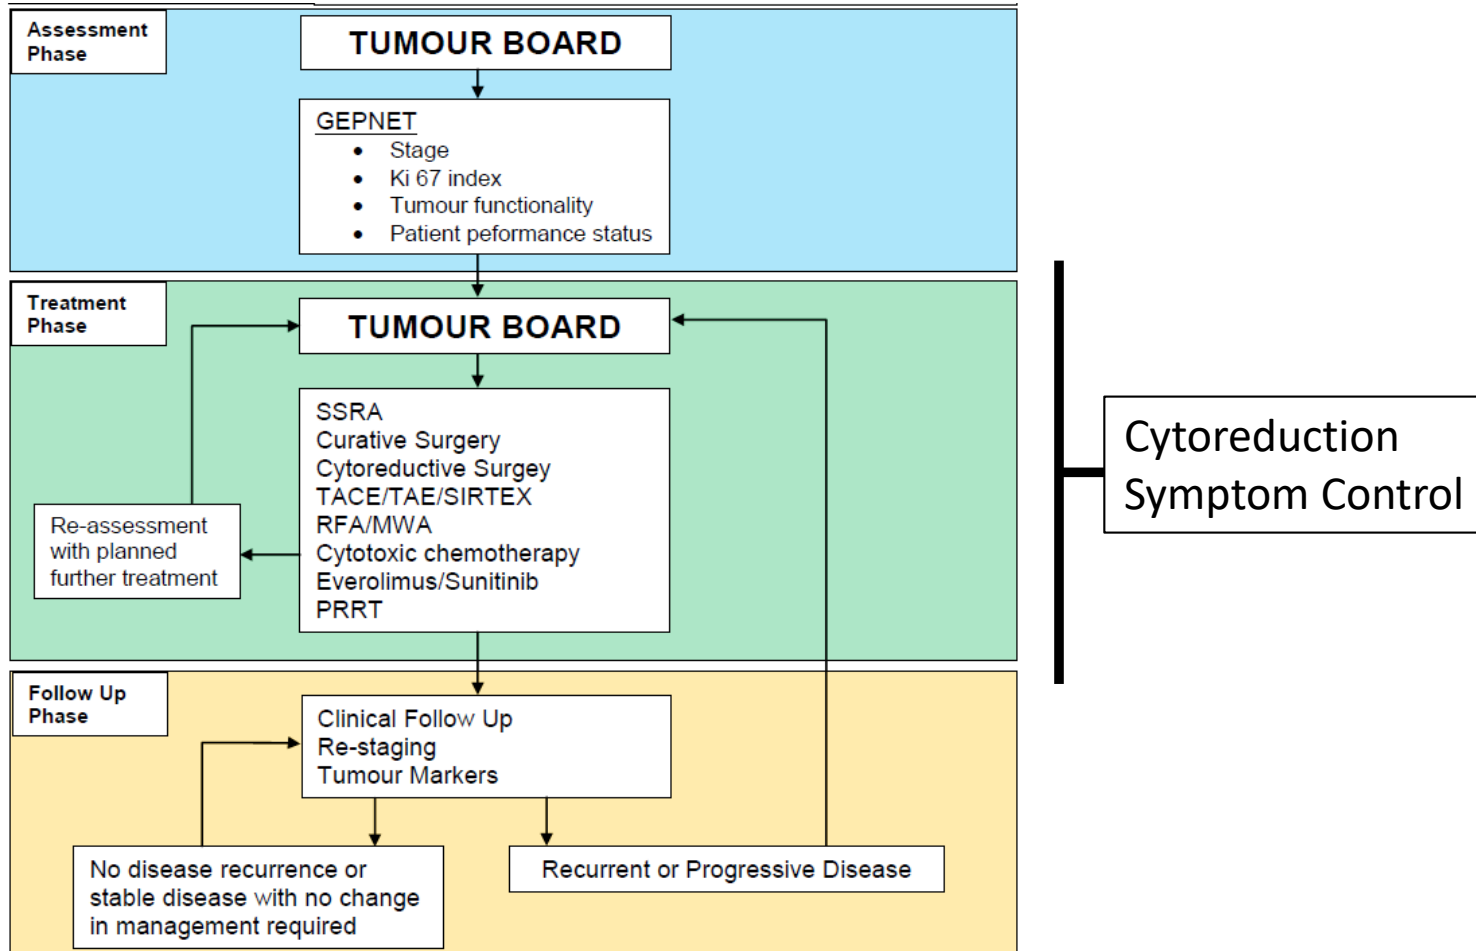 Assessment
Phase
TUMOUR BOARD
GEPNET
• Stage
• Ki 67 index
• Tumour functionality
• Patient peformance status
Treatment
Phase
TUMOUR BOARD
SSRA
Curative Surgery
Cytoreductive Surgey
TACE/TAE/SIRTEX
RFA/MWA
Cytotoxic chemotherapy
Everolimus/Sunitinib
PRRT
Re-assessment
with planned
further treatment
Cytoreduction
Symptom Control
Follow Up
Phase
Clinical Follow Up
Re-staging
Tumour Markers
No disease recurrence or
stable disease with no change
in management required
Recurrent or Progressive Disease